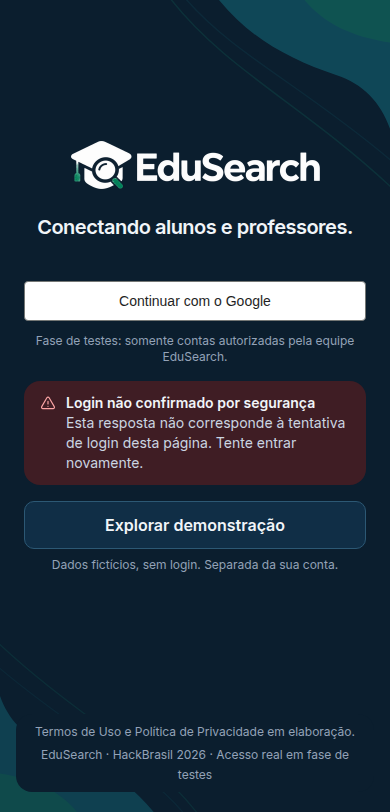 EduSearch
Conectando alunos e professores.
Continuar com o Google
Fase de testes: somente contas autorizadas pela equipe
EduSearch.
Login não confirmado por segurança
Esta resposta não corresponde à tentativa
de login desta página. Tente entrar
novamente.
Explorar demonstração
Dados fictícios, sem login. Separada da sua conta.
Termos de Uso e Política de Privacidade em elaboração.
EduSearch · HackBrasil 2026 · Acesso real em fase de
testes